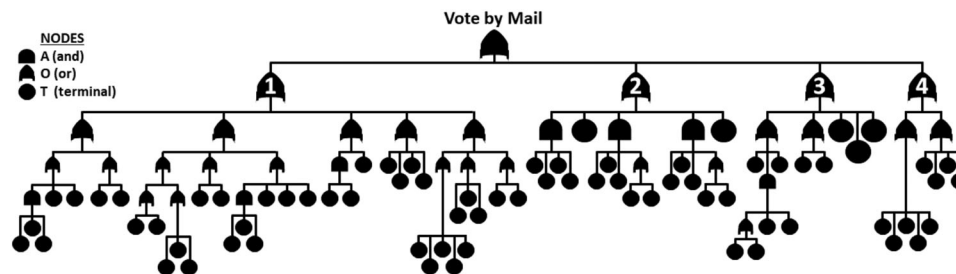 Vote by Mail
NODES
A (and)
O (or)
T (terminal)
1
2
3
4